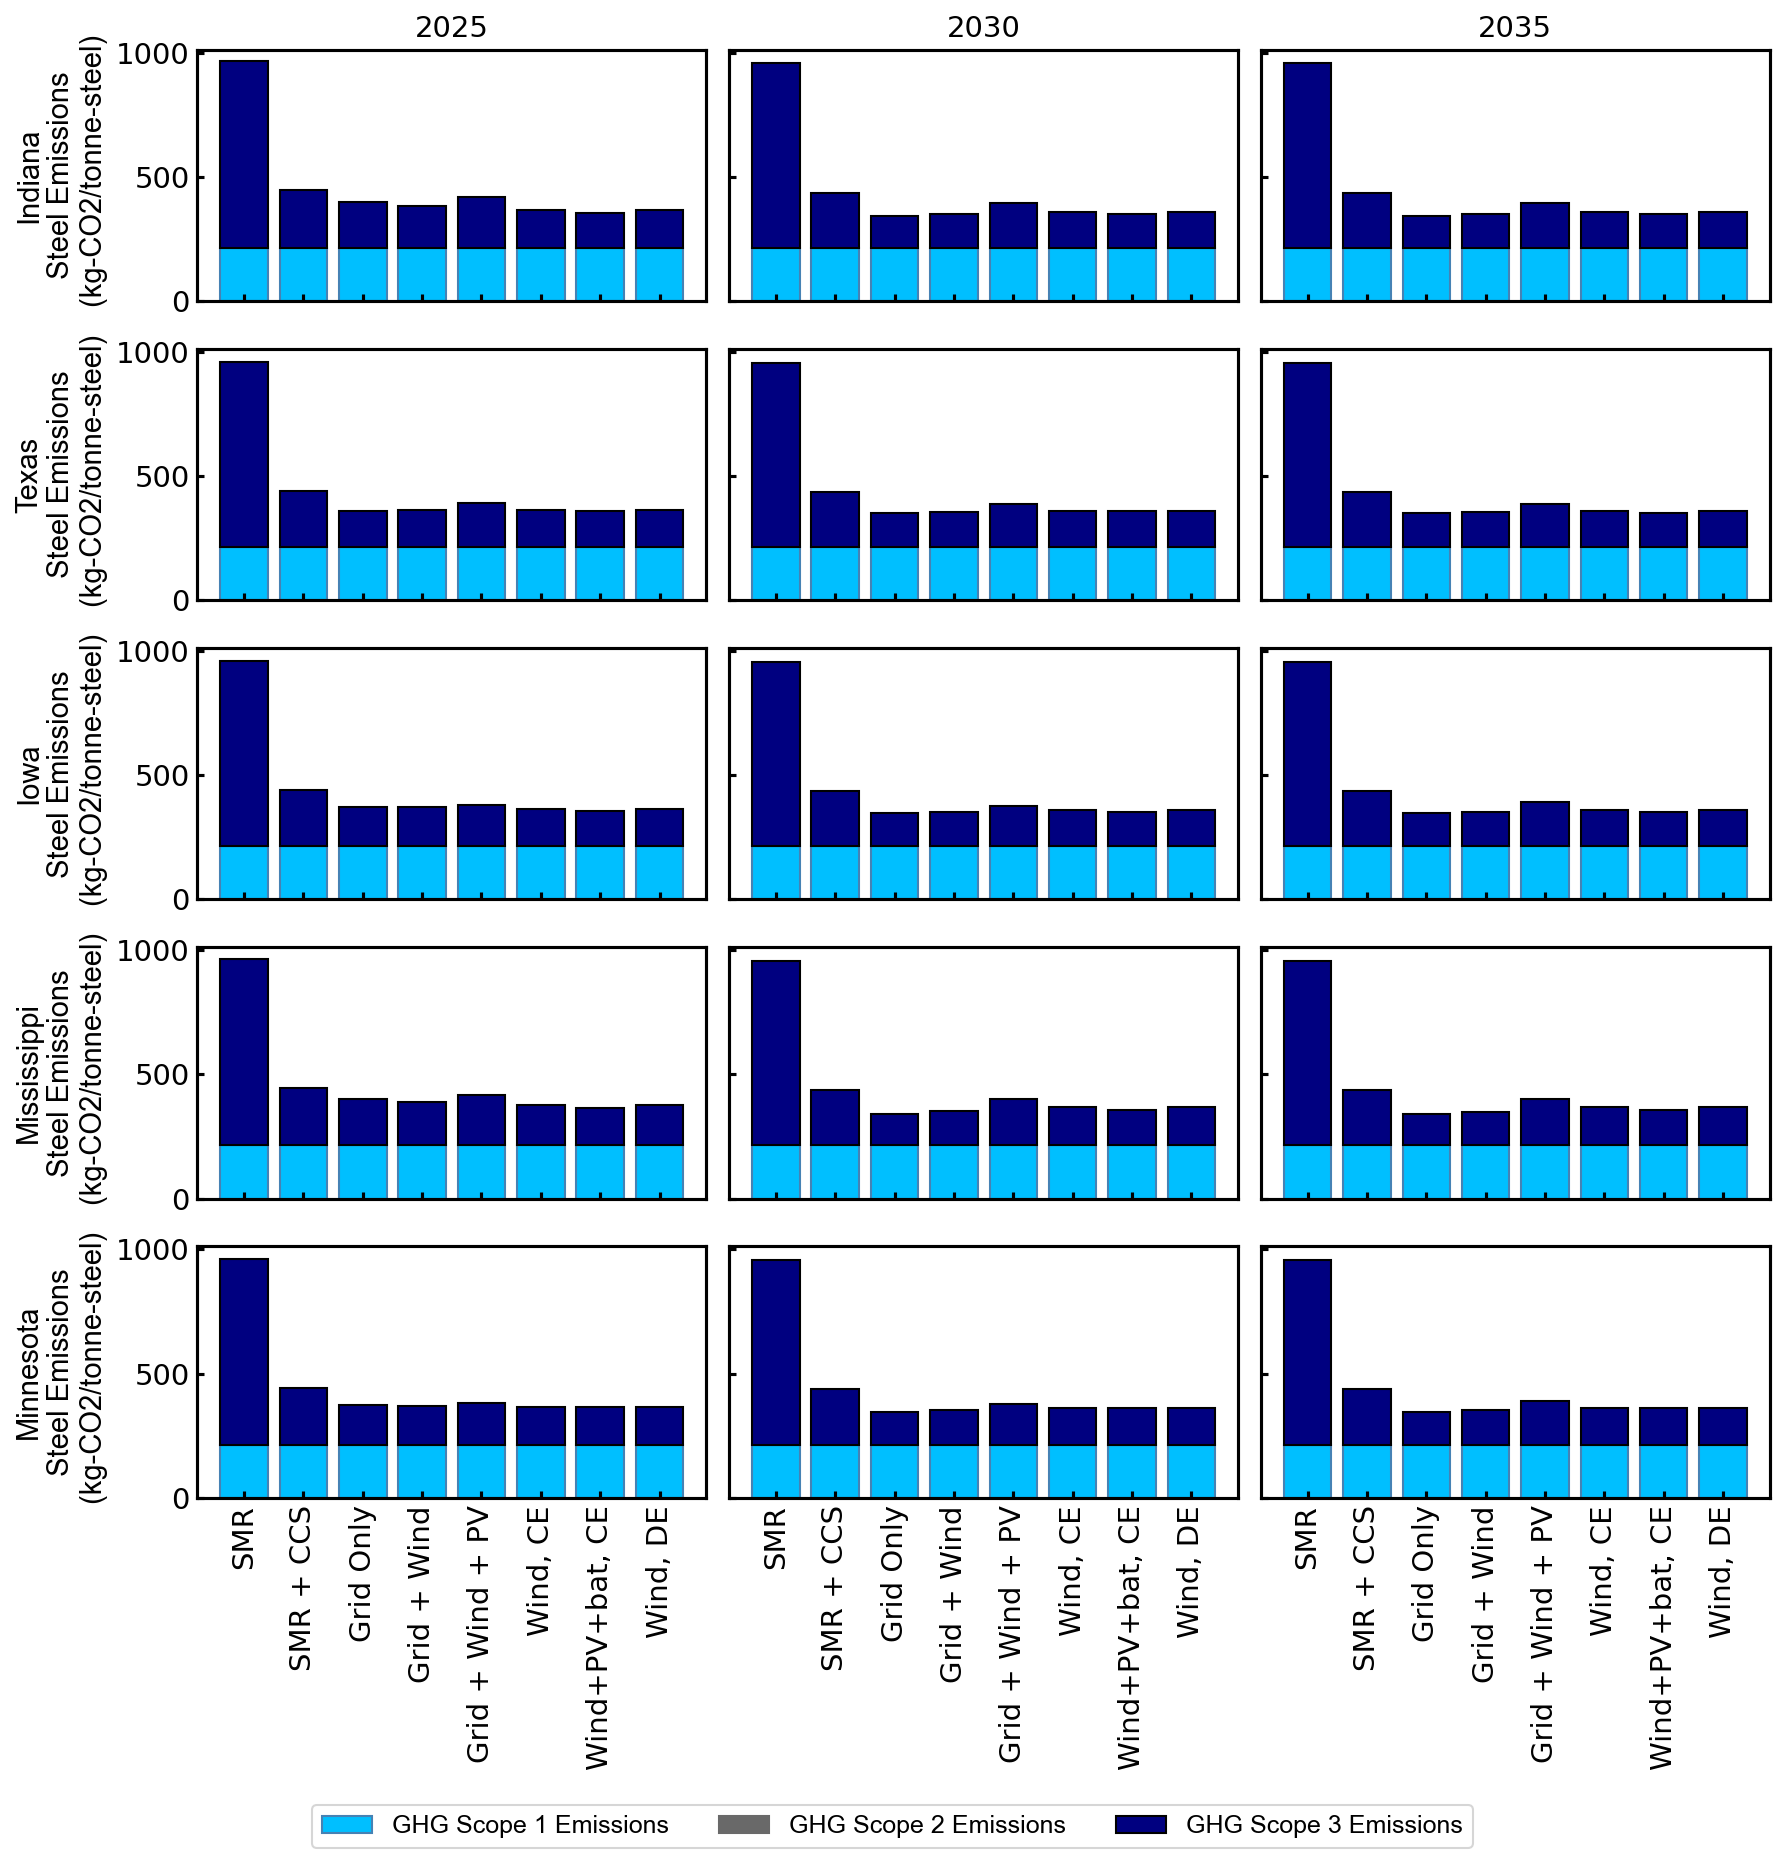 2025
2030
2035
Indiana
Steel Emissions
(kg-CO2/tonne-steel)
1000
500
0
Texas
Steel Emissions
(kg-CO2/tonne-steel)
1000
500
0
Iowa
Steel Emissions
(kg-CO2/tonne-steel)
1000
500
0
Mississippi
Steel Emissions
(kg-CO2/tonne-steel)
1000
500
0
Minnesota
Steel Emissions
(kg-CO2/tonne-steel)
1000
500
0
SMR
SMR + CCS
Grid Only
Grid + Wind
Grid + Wind + PV
Wind, CE
Wind+PV+bat, CE
Wind, DE
SMR
SMR + CCS
Grid Only
Grid + Wind
Grid + Wind + PV
Wind, CE
Wind+PV+bat, CE
Wind, DE
SMR
SMR + CCS
Grid Only
Grid + Wind
Grid + Wind + PV
Wind, CE
Wind+PV+bat, CE
Wind, DE
GHG Scope 1 Emissions
GHG Scope 2 Emissions
GHG Scope 3 Emissions